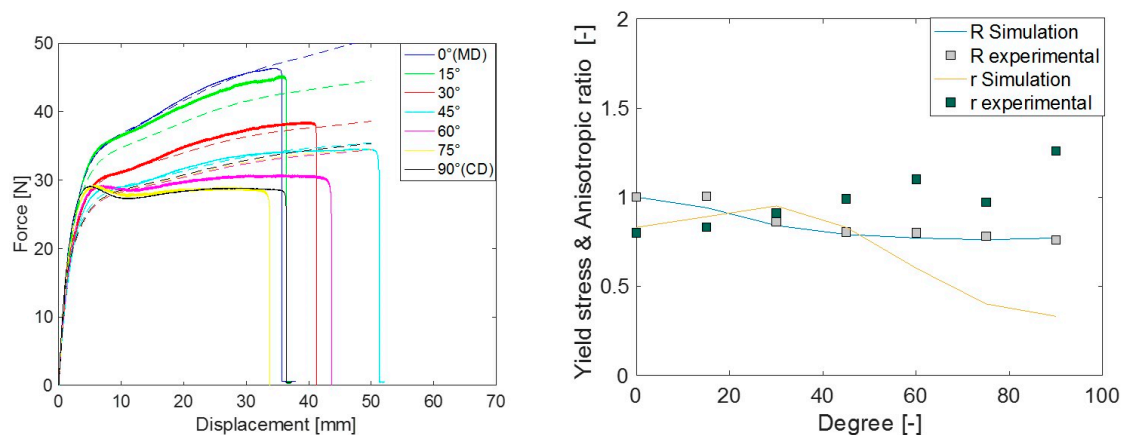 50
40
30
20
10
0
Force [N]
0 10 20 30 40 50 60 70
Displacement [mm]
0°(MD)
15°
30°
45°
60°
75°
90°(CD)
2
1.5
1
0.5
0
Yield stress & Anisotropic ratio [-]
0 20 40 60 80 100
Degree [-]
R Simulation
R experimental
r Simulation
r experimental